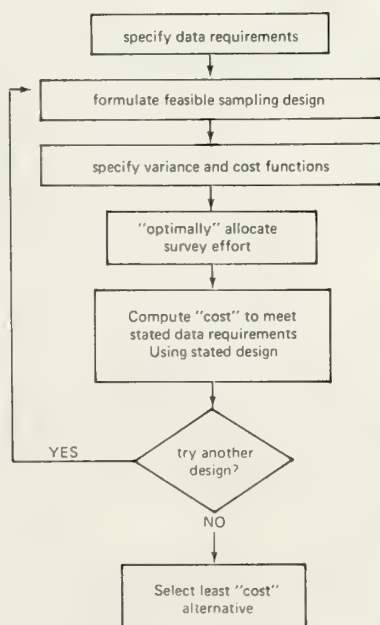 specify data requirements
formulate feasible sampling design
specify variance and cost functions
"optimally" allocate
survey effort
Compute "cost" to meet
stated data requirements
Using stated design
try another
design?
YES
NO
Select least "cost"
alternative